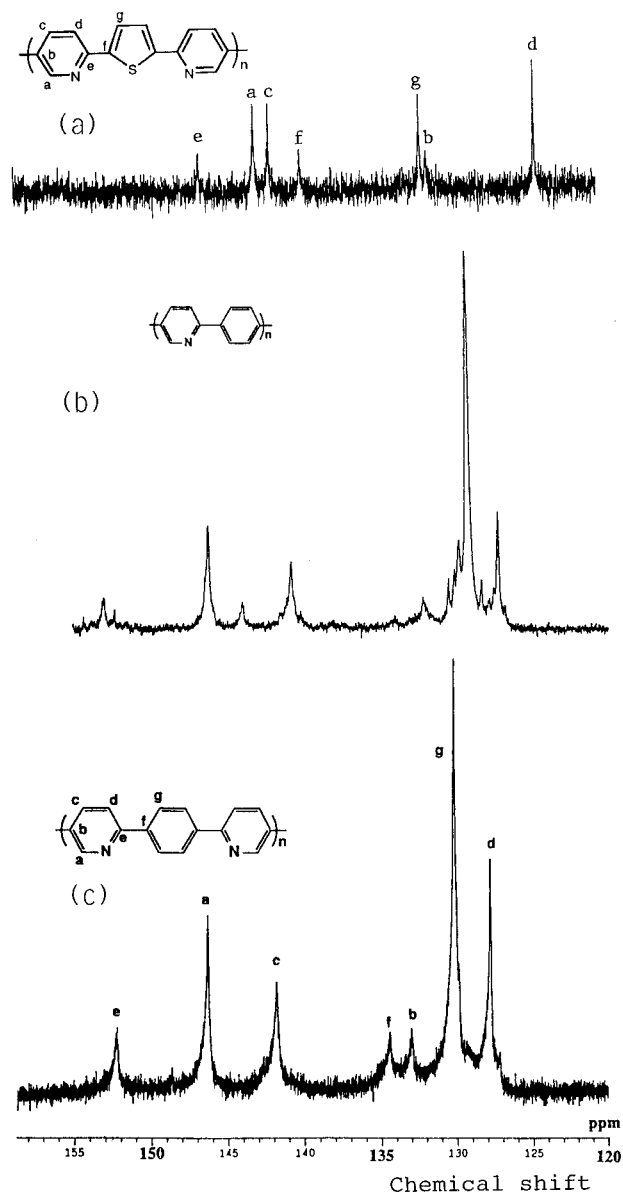 g
c d
f
b e
S
a N
N
n
(a)
e a c f g b d
N
n
(b)
c d g
b e f
a N
N
n
(c)
e a c f b g d
ppm
155 150 145 140 135 130 125 120
Chemical shift